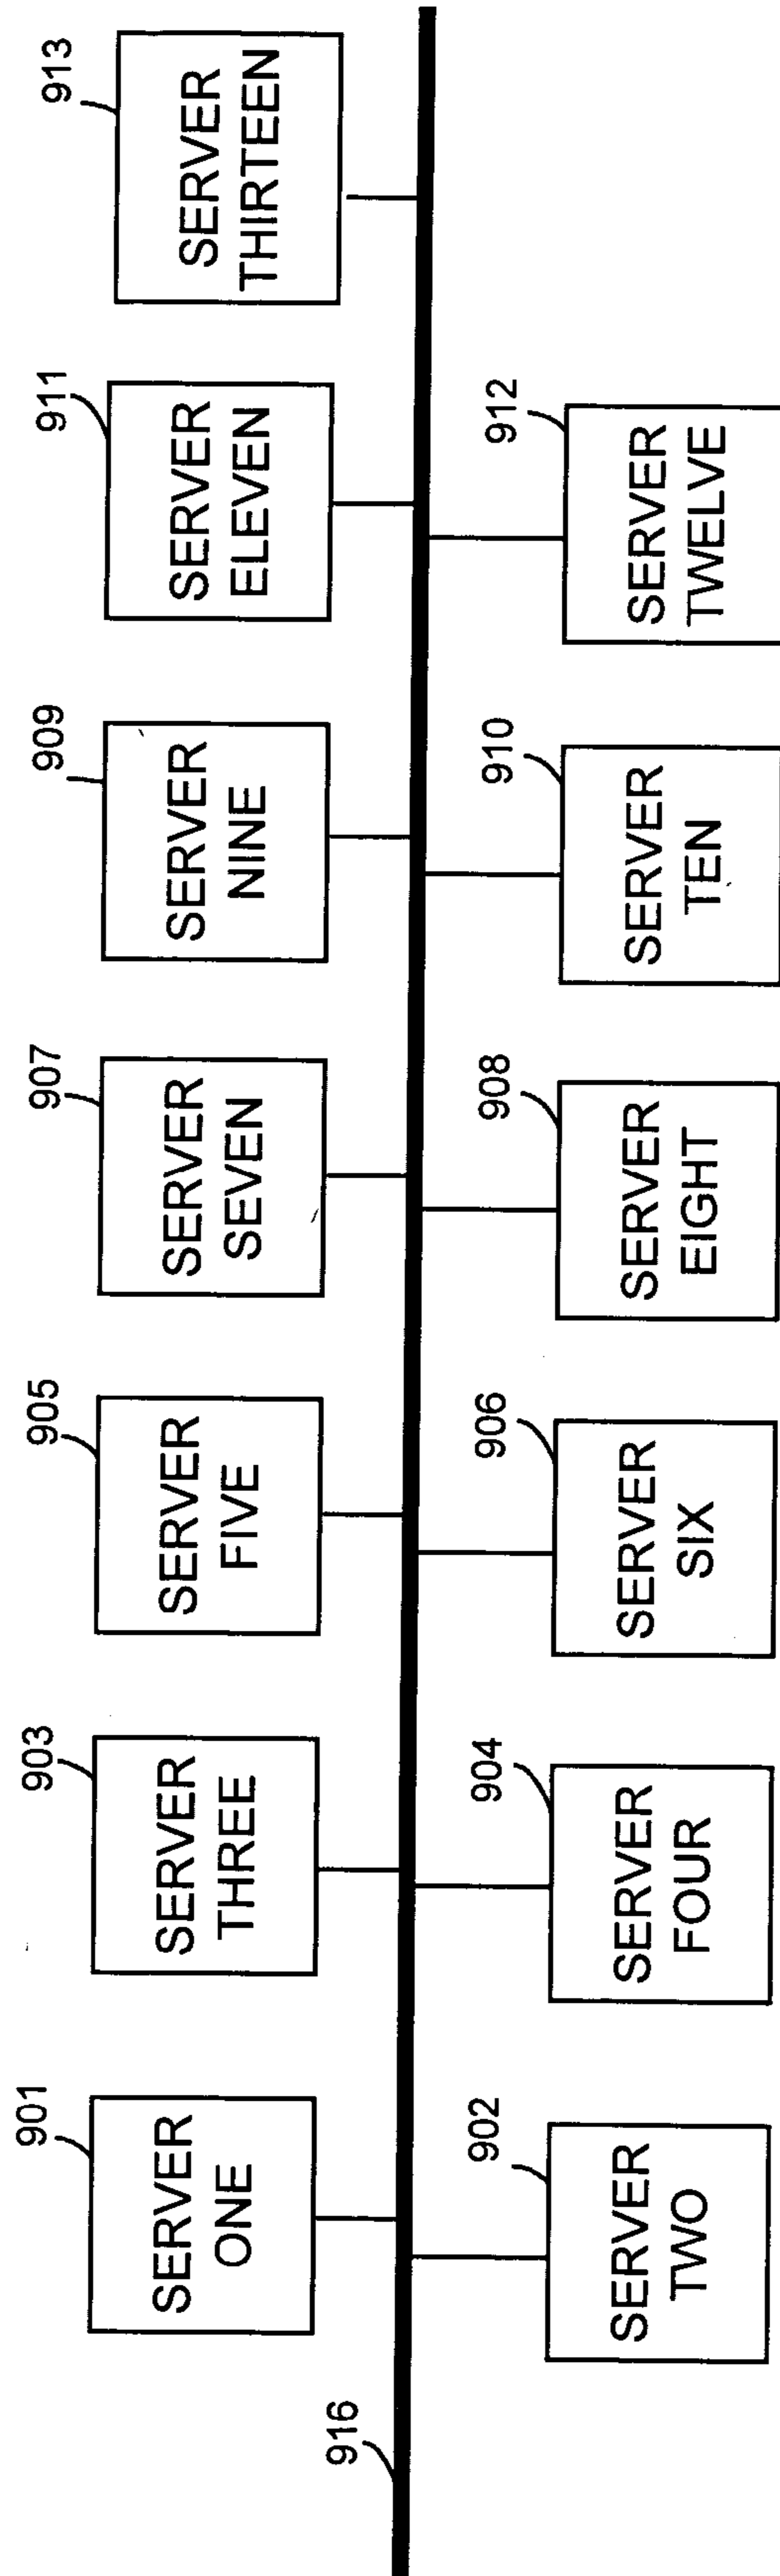 901
SERVER
ONE
903
SERVER
THREE
905
SERVER
FIVE
907
SERVER
SEVEN
909
SERVER
NINE
911
SERVER
ELEVEN
913
SERVER
THIRTEEN
916
902
SERVER
TWO
904
SERVER
FOUR
906
SERVER
SIX
908
SERVER
EIGHT
910
SERVER
TEN
912
SERVER
TWELVE